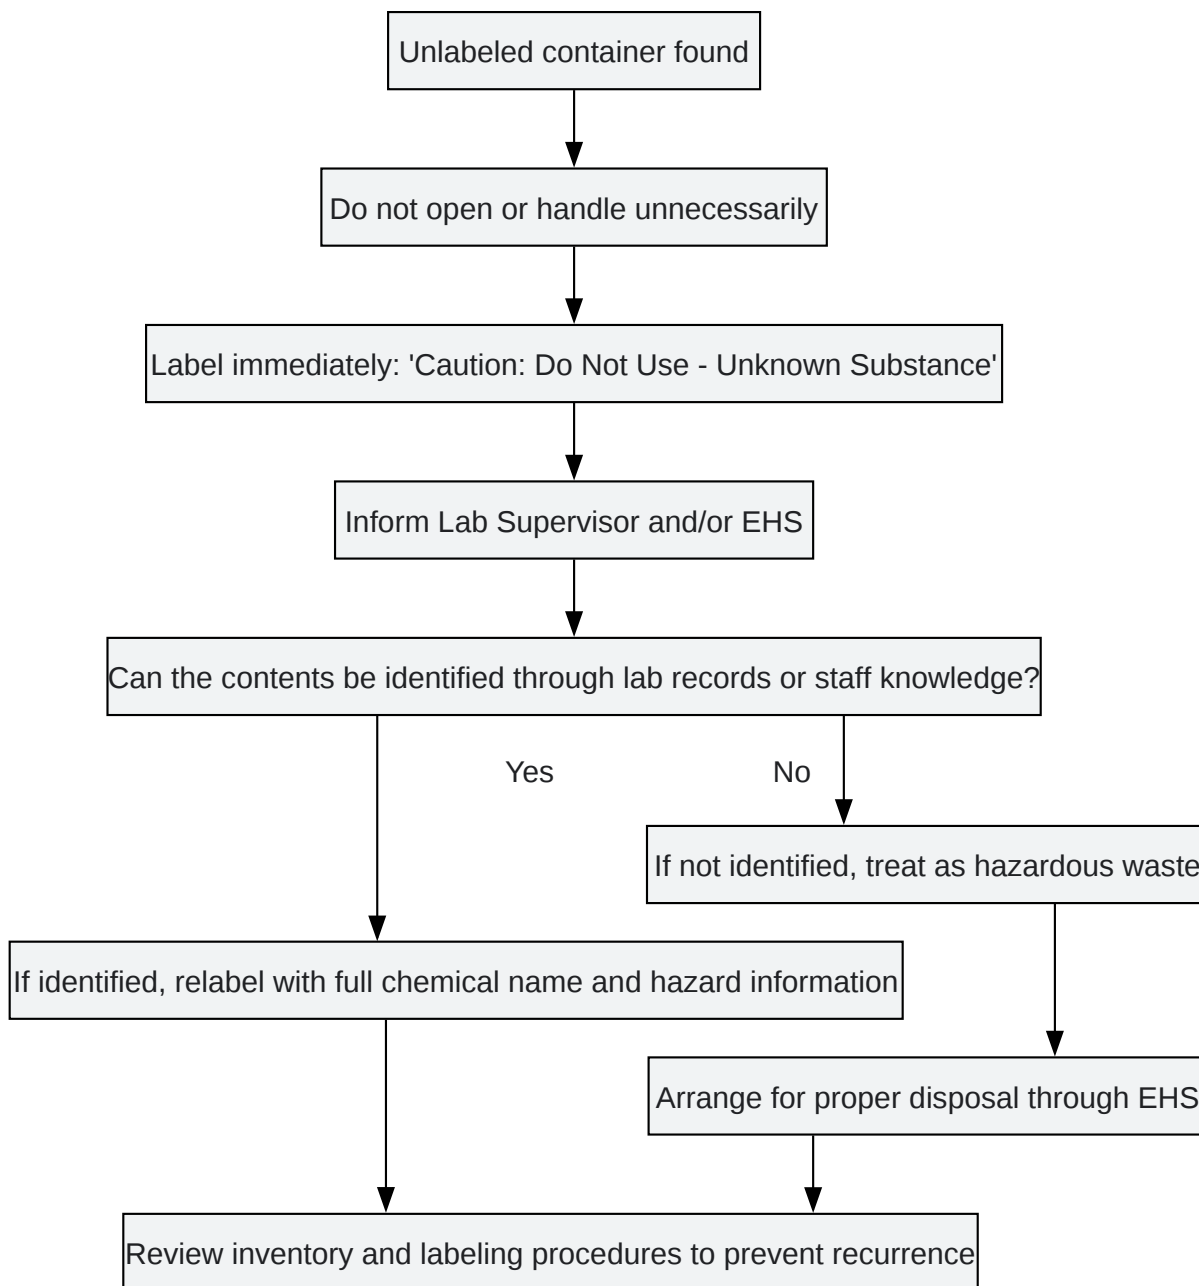 Unlabeled container found
Do not open or handle unnecessarily
Label immediately: 'Caution: Do Not Use - Unknown Substance'
Inform Lab Supervisor and/or EHS
Can the contents be identified through lab records or staff knowledge?
Yes
No
If not identified, treat as hazardous waste
If identified, relabel with full chemical name and hazard information
Arrange for proper disposal through EHS
Review inventory and labeling procedures to prevent recurrence